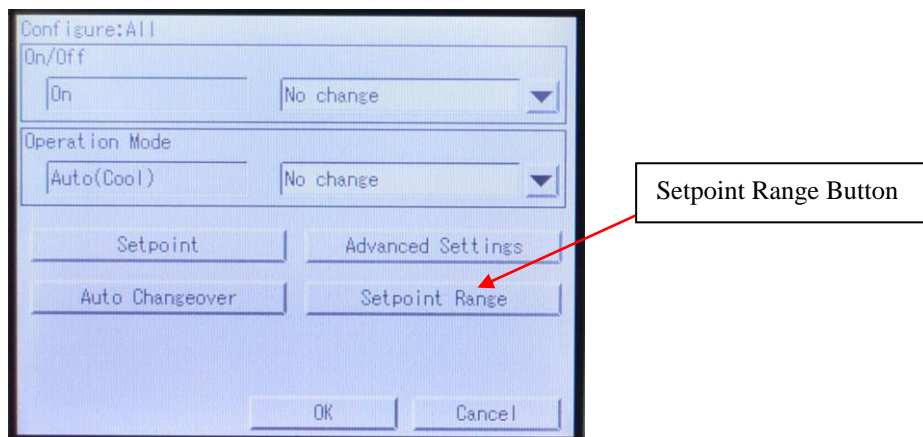 Configure:All
On/Off
On No change
Operation Mode
Auto(Cool) No change
Setpoint Advanced Settings
Auto Changeover Setpoint Range
OK Cancel
Setpoint Range Button